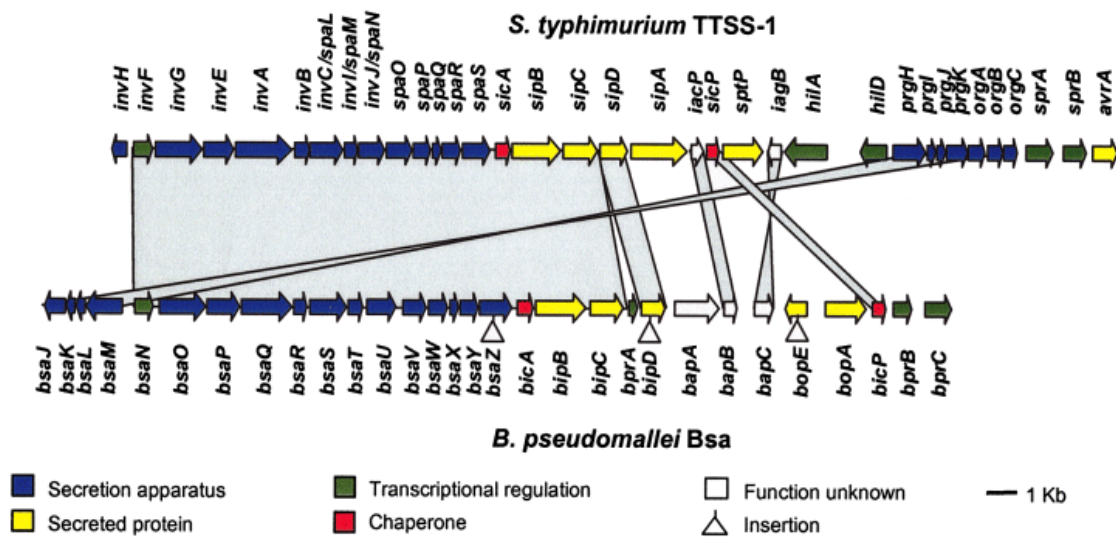 S. typhimurium TTSS-1
invH invF invG invE invA invB invC/spaL invI/spaM invJ/spaN spaO spaP spaQ spaR spaS sicA sipB sipC sipD sipA iacP sicP sptP iagB hilA hilD prgH prgI prgJ prgK orgA orgB orgC sprA sprB avrA
bsaJ bsaK bsaL bsaM bsaN bsaO bsaP bsaQ bsaR bsaS bsaT bsaU bsaV bsaW bsaX bsaY bsaZ bicA bipB bipC bprA bipD bapA bapB bapC bopE bopA bicP bprB bprC
B. pseudomallei Bsa
Secretion apparatus Transcriptional regulation Function unknown 1 Kb
Secreted protein Chaperone Insertion